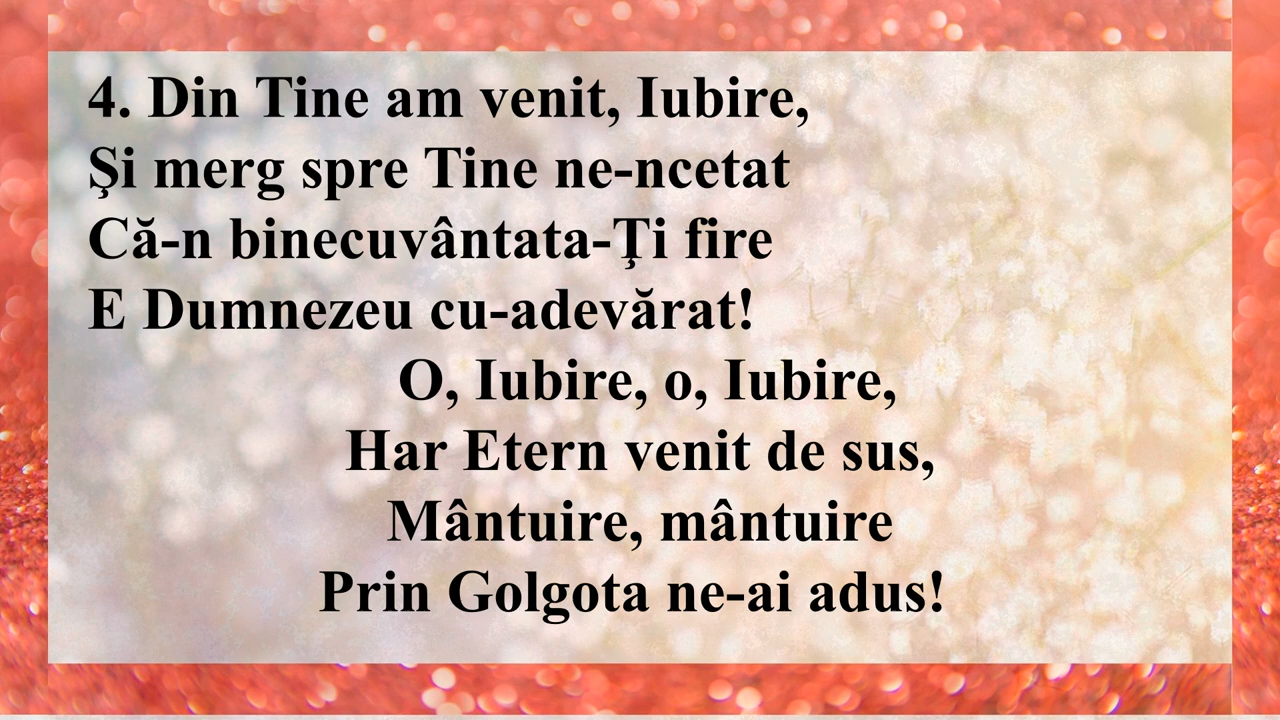 4. Din Tine am venit, Iubire,
Şi merg spre Tine ne-ncetat
Că-n binecuvântata-Ţi fire
E Dumnezeu cu-adevărat!
O, Iubire, o, Iubire,
Har Etern venit de sus,
Mântuire, mântuire
Prin Golgota ne-ai adus!